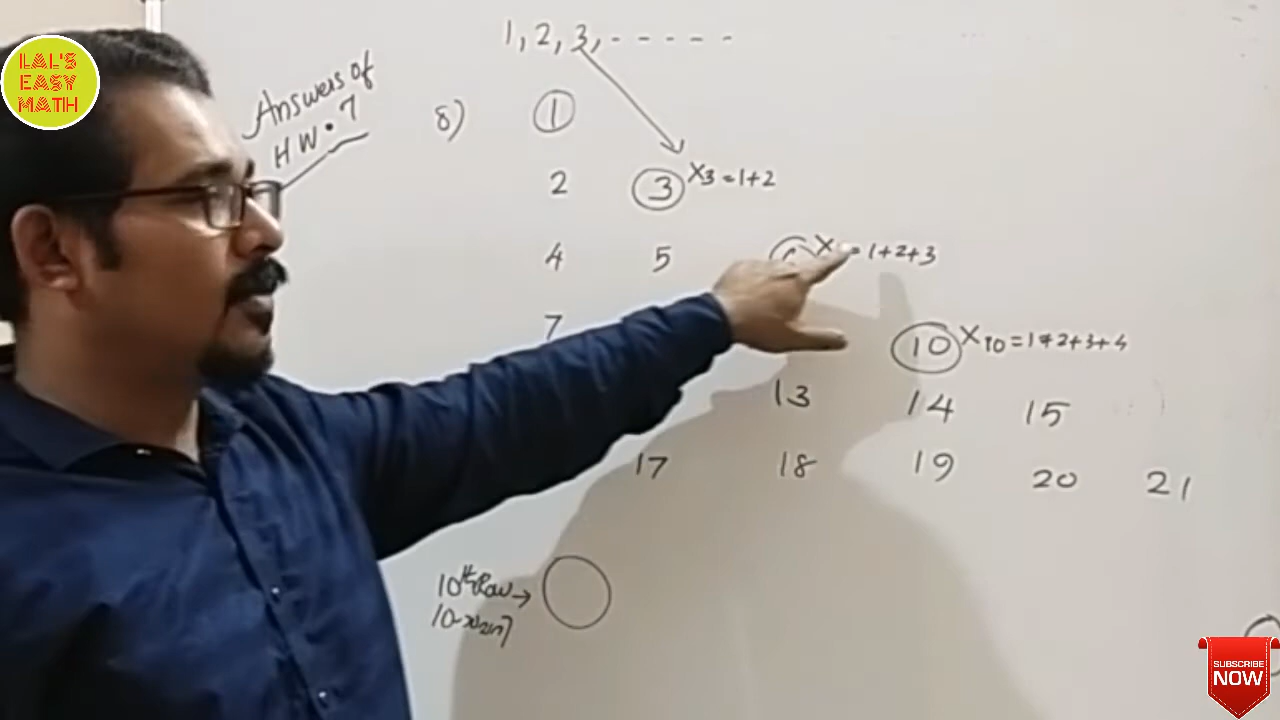 LAL'S
EASY
MATH
1, 2, 3, - - - - -
Answers of
HW • 7
8) 1
2 3 X3 = 1+2
4 5 X = 1+2+3
7 10 X10 = 1+2+3+4
13 14 15
17 18 19 20 21
10th Row →
SUBSCRIBE
NOW